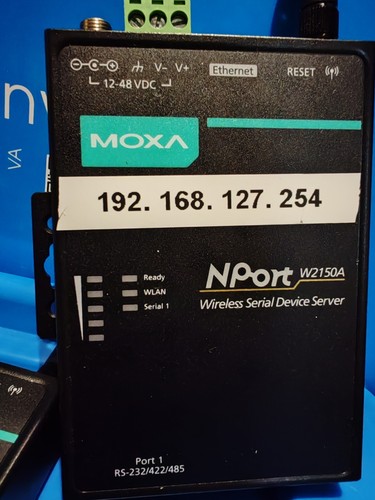 V- V+
12-48 VDC
Ethernet
RESET
MOXA
192. 168. 127. 254
NPort W2150A
Wireless Serial Device Server
Ready
WLAN
Serial 1
Port 1
RS-232/422/485
VA